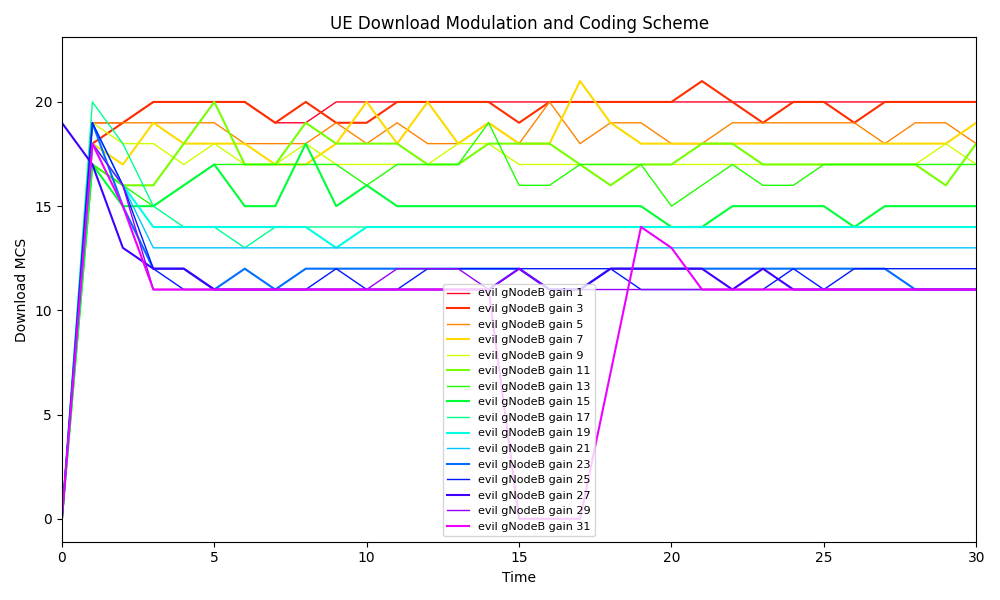 UE Download Modulation and Coding Scheme
Download MCS
20
15
10
5
0
evil gNodeB gain 1
evil gNodeB gain 3
evil gNodeB gain 5
evil gNodeB gain 7
evil gNodeB gain 9
evil gNodeB gain 11
evil gNodeB gain 13
evil gNodeB gain 15
evil gNodeB gain 17
evil gNodeB gain 19
evil gNodeB gain 21
evil gNodeB gain 23
evil gNodeB gain 25
evil gNodeB gain 27
evil gNodeB gain 29
evil gNodeB gain 31
0 5 10 15 20 25 30
Time